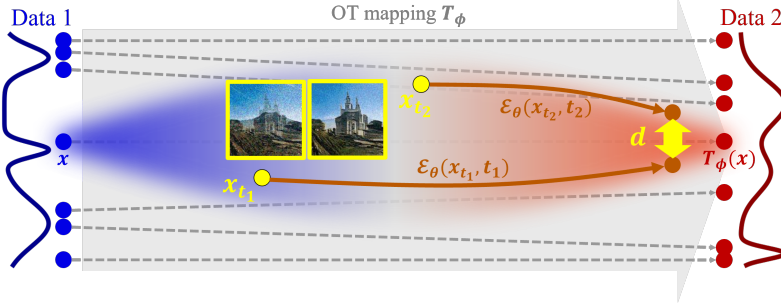 OT mapping T_ϕ
Data 1
Data 2
x_{t_2}
ℰ_θ(x_{t_2}, t_2)
d
x
T_ϕ(x)
ℰ_θ(x_{t_1}, t_1)
x_{t_1}